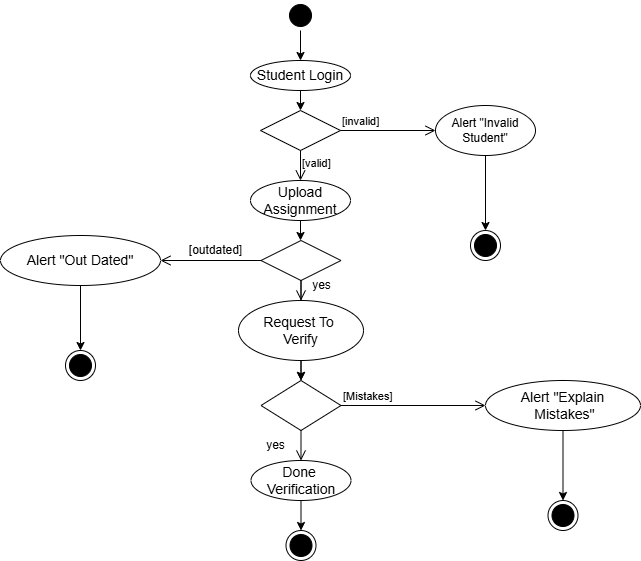 Student Login
[invalid]
Alert "Invalid
Student"
[valid]
Upload
Assignment
[outdated]
Alert "Out Dated"
yes
Request To
Verify
[Mistakes]
Alert "Explain
Mistakes"
yes
Done
Verification